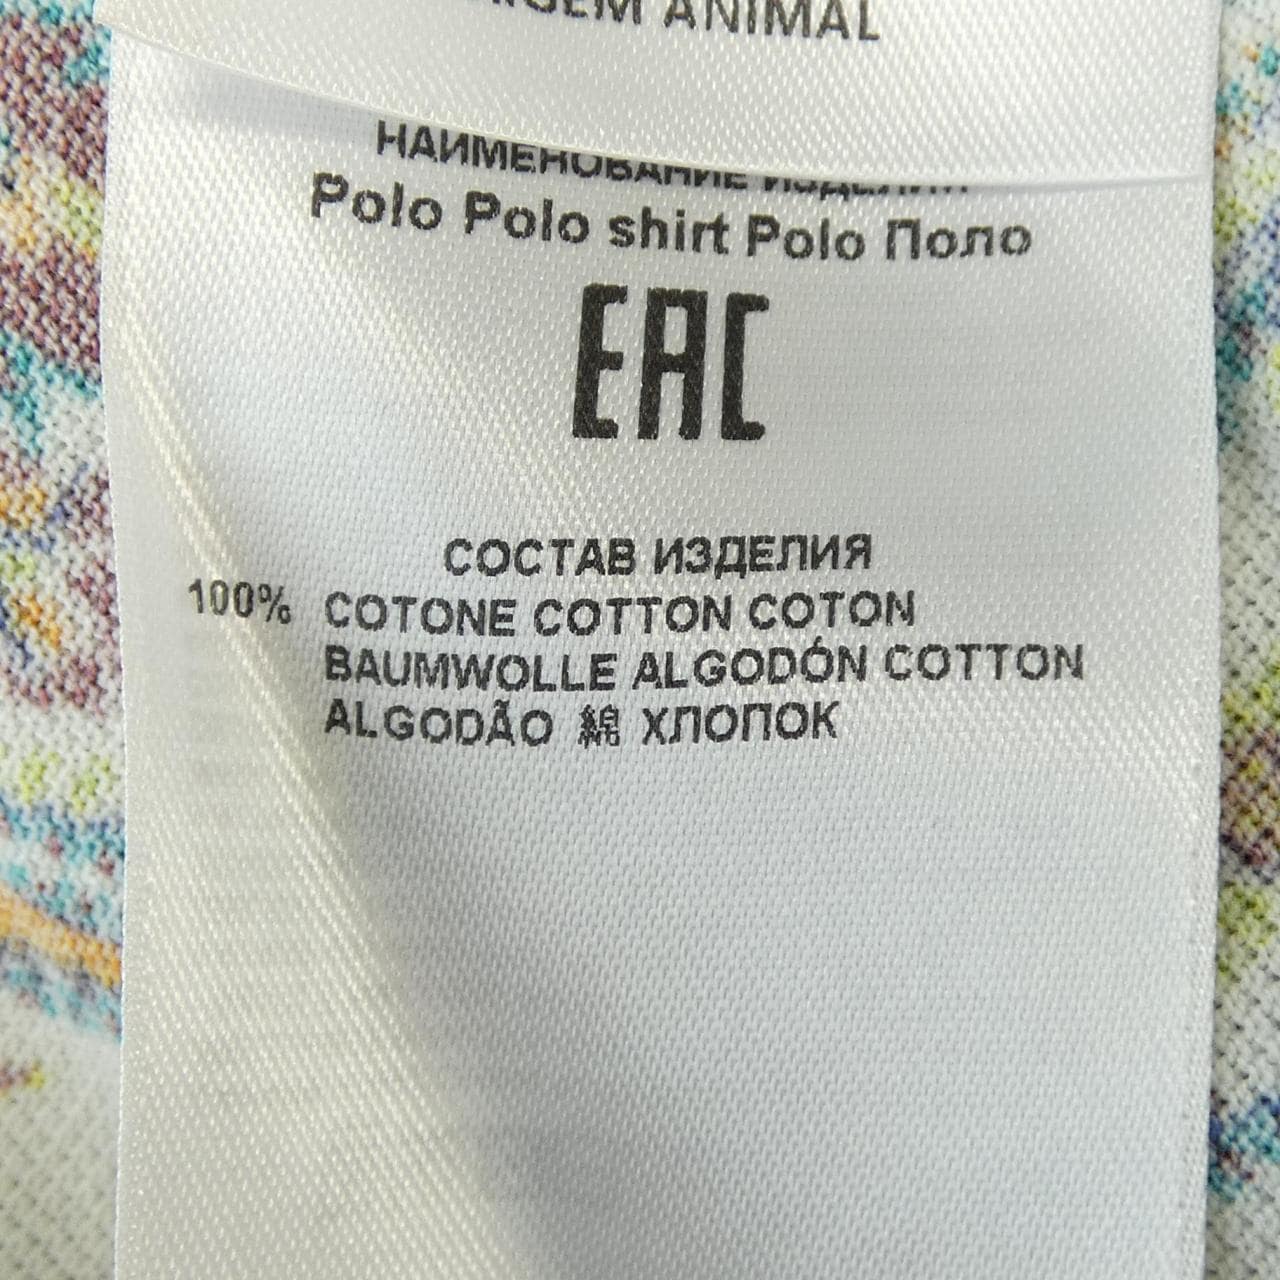 ANIMAL
НАИМЕНОВАНИЕ ИЗДЕЛИЯ
Polo Polo shirt Polo Поло
EAC
СОСТАВ ИЗДЕЛИЯ
100% COTONE COTTON COTON
BAUMWOLLE ALGODÓN COTTON
ALGODÃO 綿 ХЛОПОК